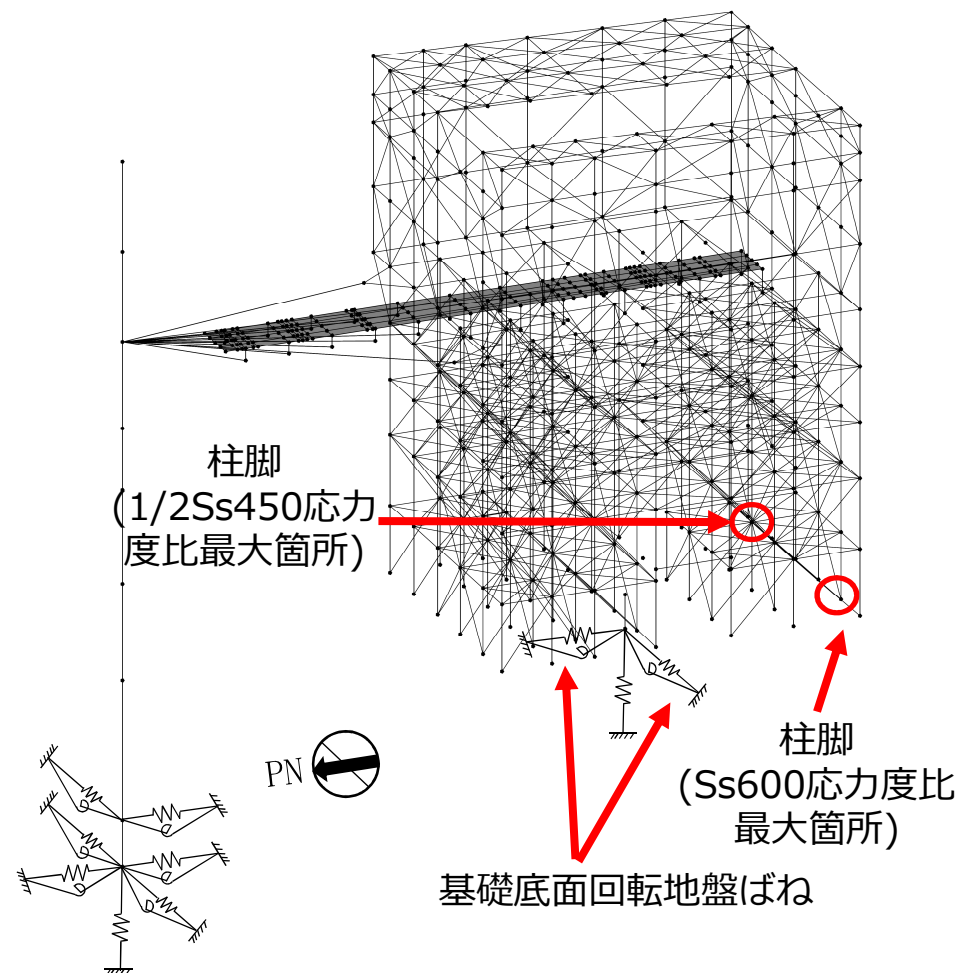 柱脚
(1/2Ss450応力
度比最大箇所)
PN
柱脚
(Ss600応力度比
最大箇所)
基礎底面回転地盤ばね